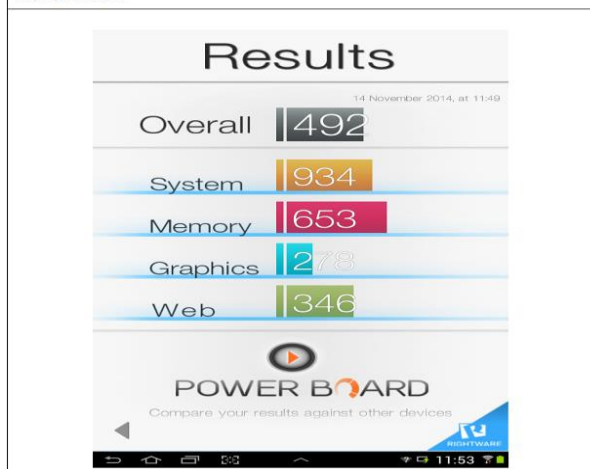 Results
14 November 2014, at 11:49
Overall 492
System 934
Memory 653
Graphics 278
Web 346
POWER BOARD
Compare your results against other devices
RIGHTWARE
11:53